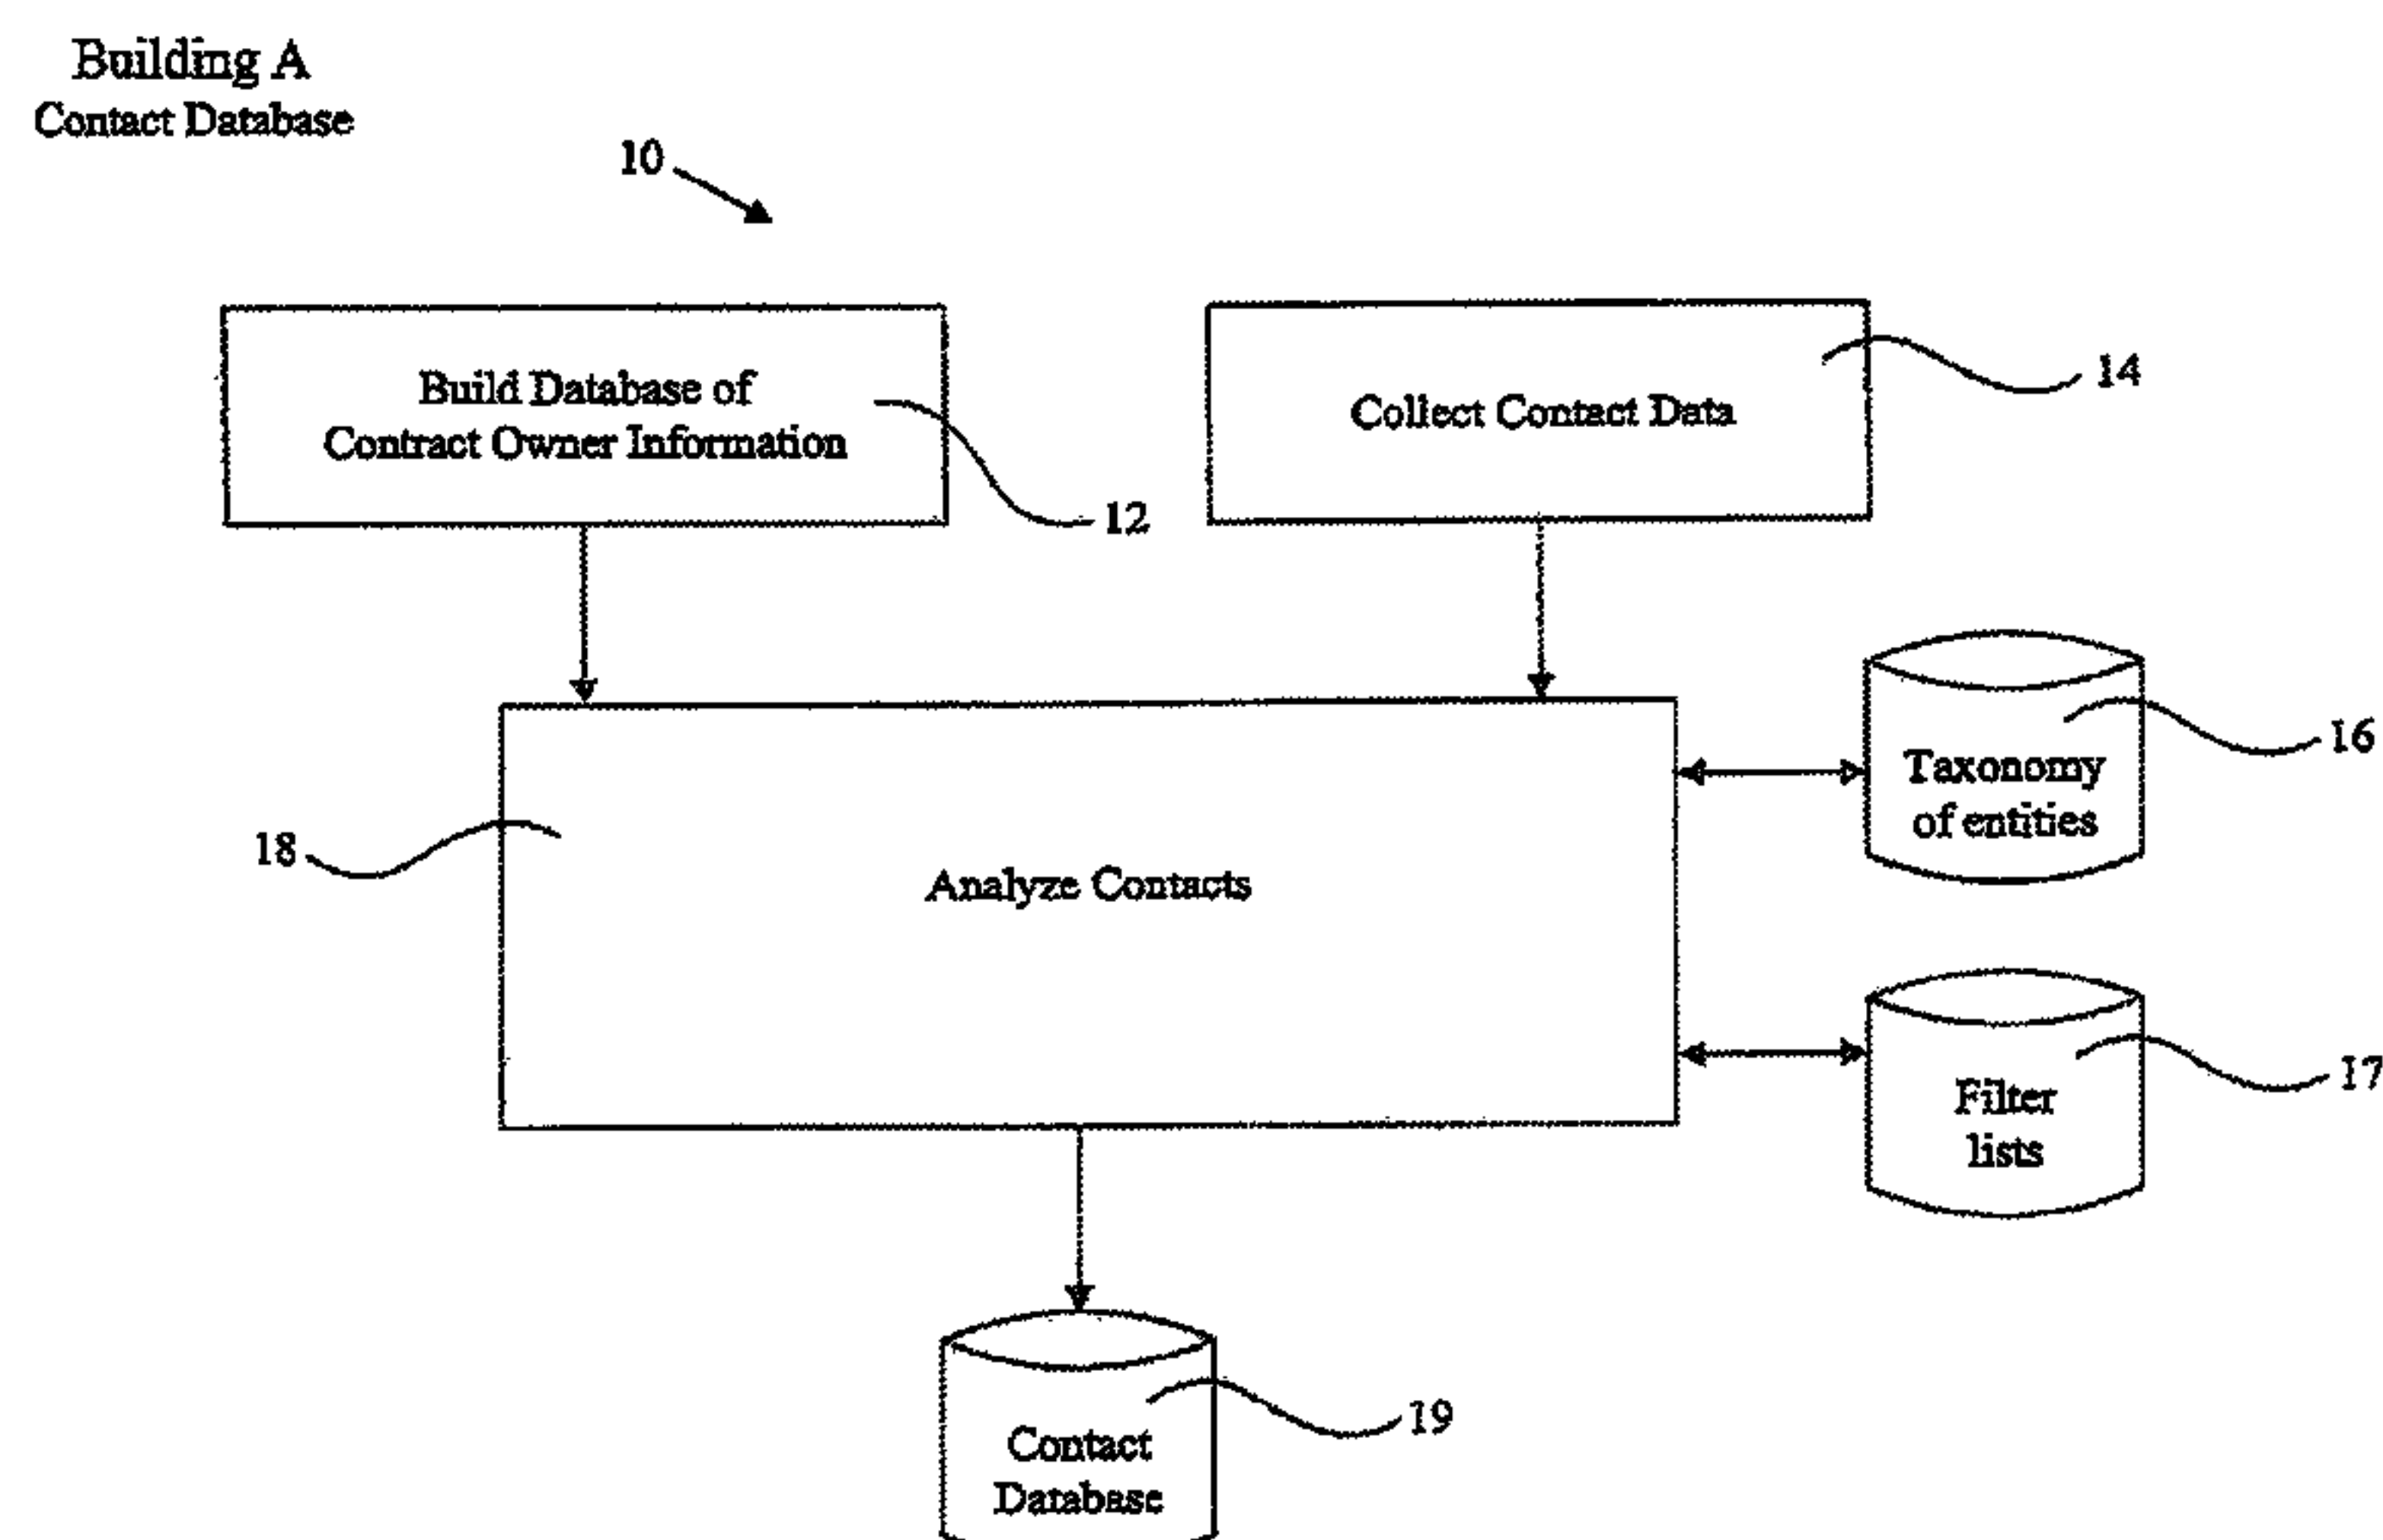 Building A
Contact Database
10
Build Database of
Contract Owner Information
12
Collect Contact Data
14
18
Analyze Contacts
Taxonomy
of entities
16
Filter
lists
17
Contact
Database
19